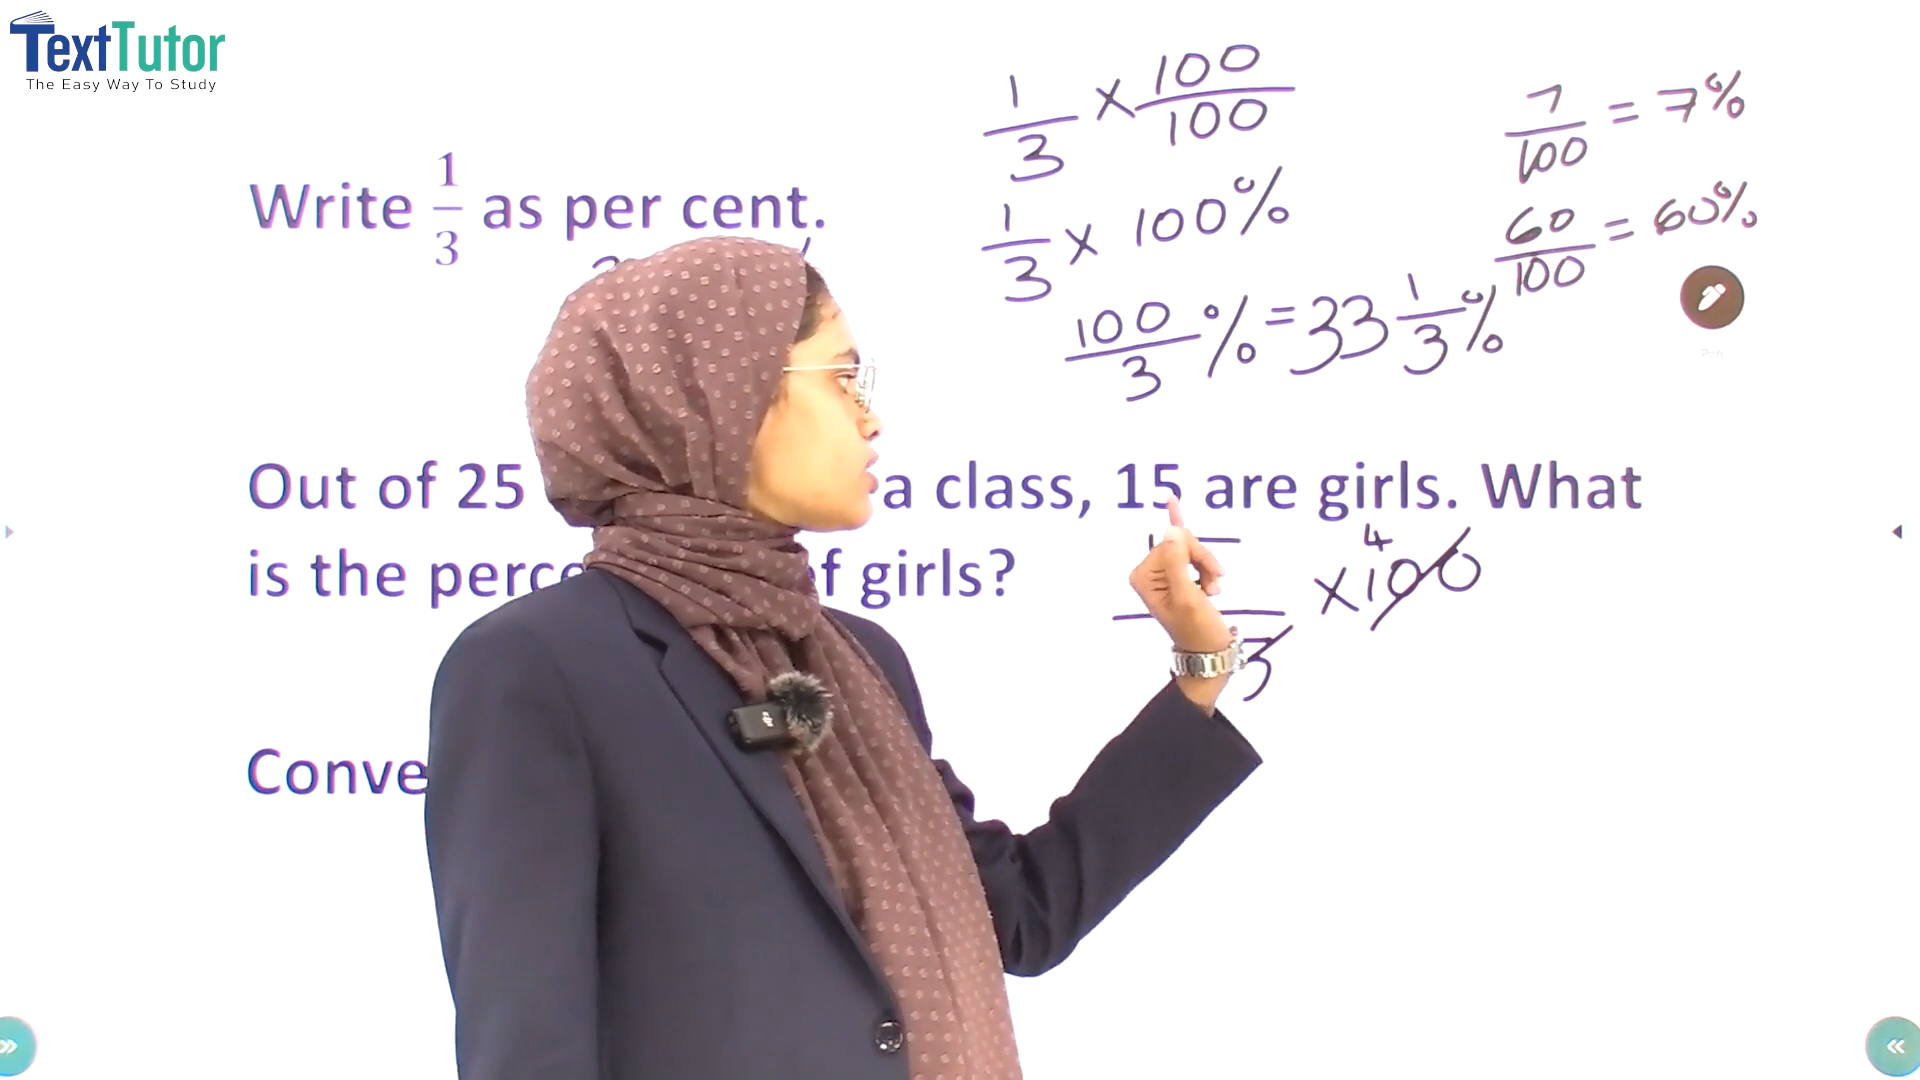 TextTutor
The Easy Way To Study
Write 1/3 as per cent.
1/3 × 100/100
1/3 × 100%
100/3 % = 33 1/3 %
7/100 = 7%
60/100 = 60%
Out of 25 a class, 15 are girls. What
is the of girls?
× 100
4